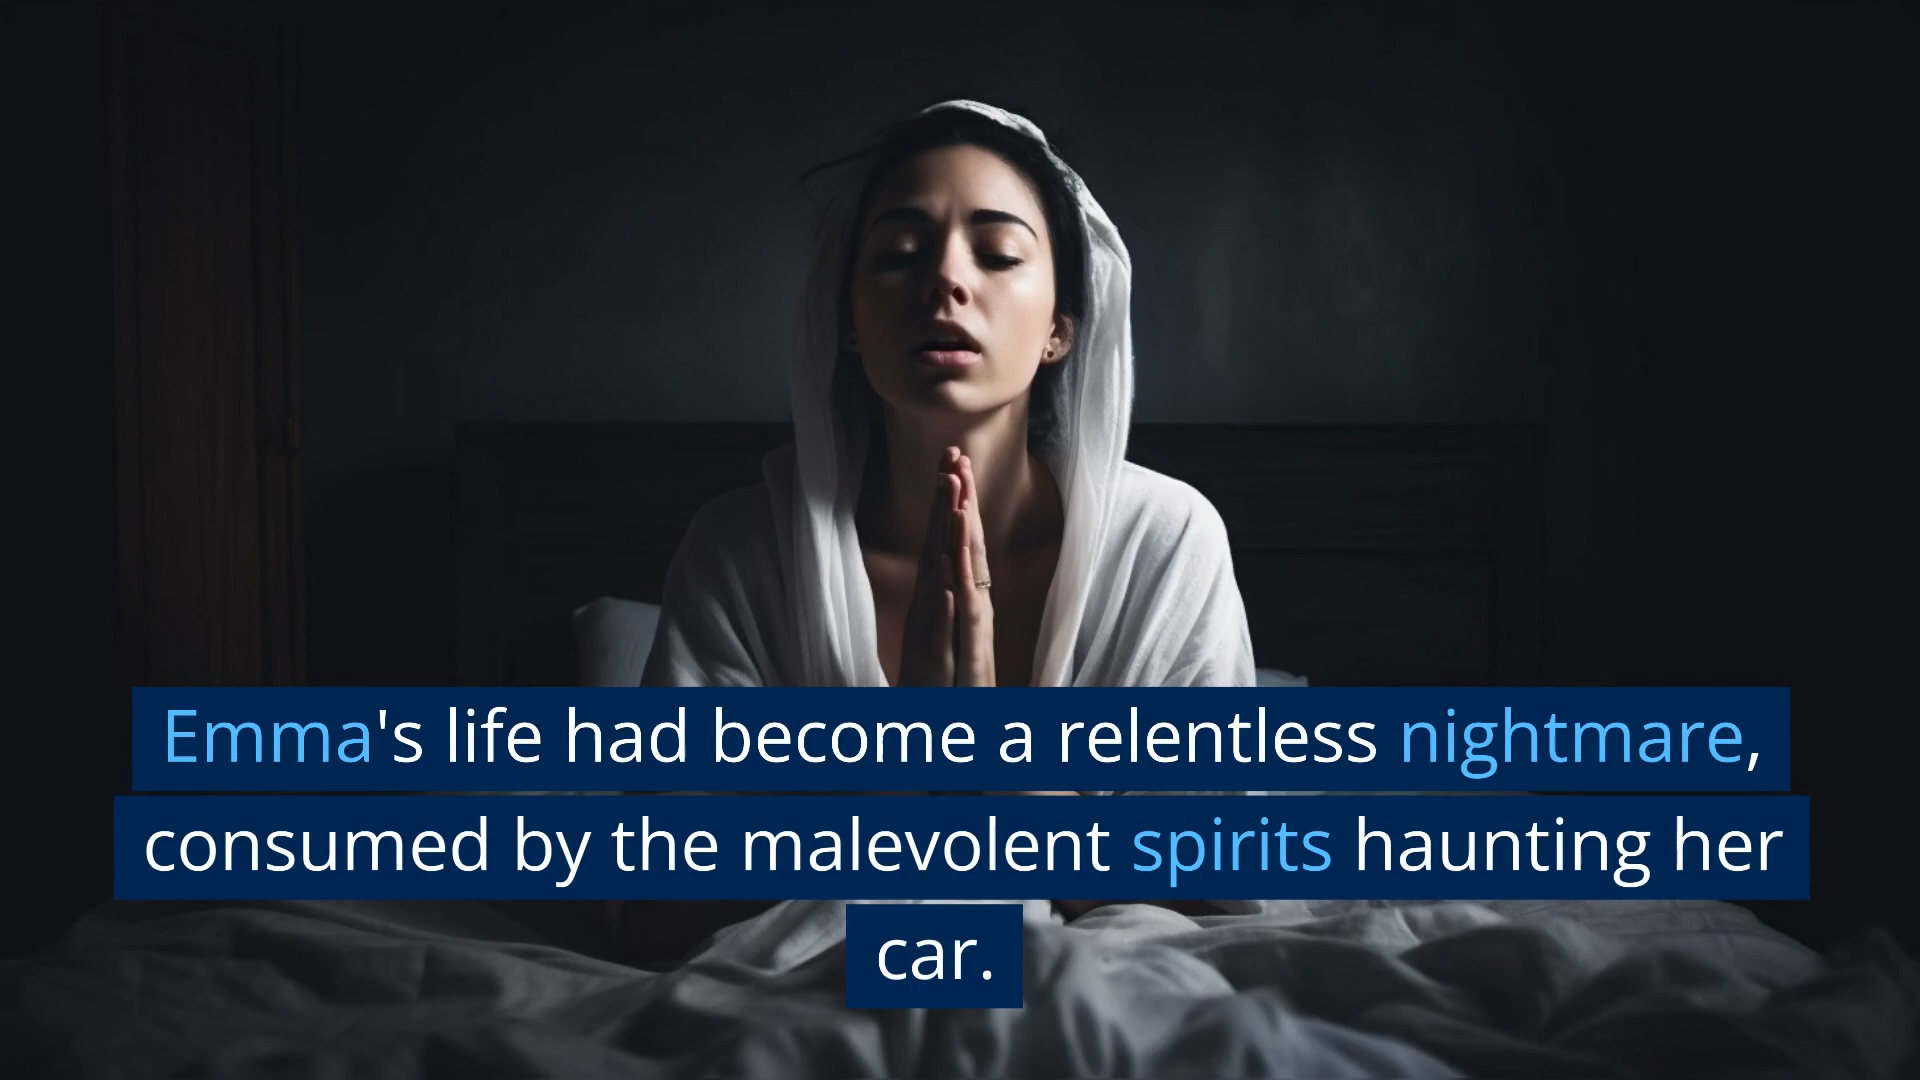 Emma's life had become a relentless nightmare,
consumed by the malevolent spirits haunting her
car.